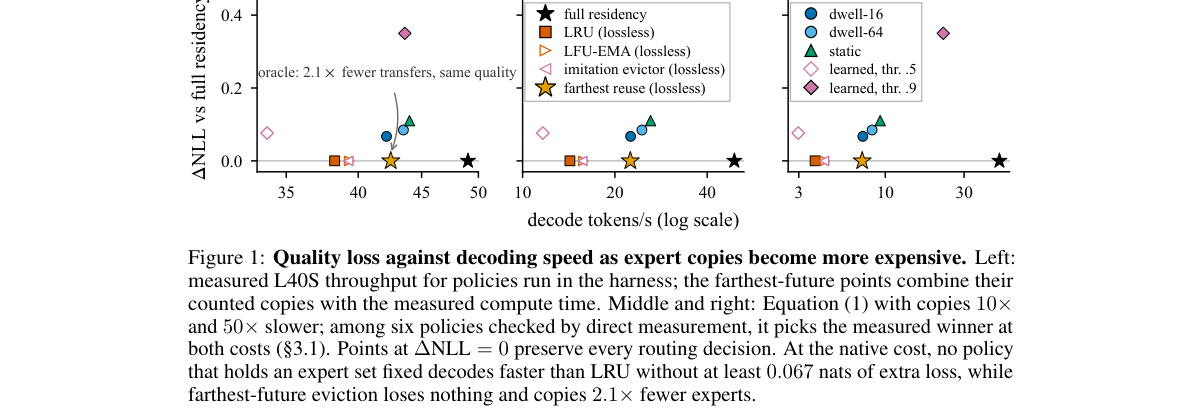 0.4
0.2
0.0
ΔNLL vs full residency
oracle: 2.1× fewer transfers, same quality
35 40 45 50
full residency
LRU (lossless)
LFU-EMA (lossless)
imitation evictor (lossless)
farthest reuse (lossless)
10 20 40
decode tokens/s (log scale)
dwell-16
dwell-64
static
learned, thr. .5
learned, thr. .9
3 10 30
Figure 1: Quality loss against decoding speed as expert copies become more expensive. Left:
measured L40S throughput for policies run in the harness; the farthest-future points combine their
counted copies with the measured compute time. Middle and right: Equation (1) with copies 10×
and 50× slower; among six policies checked by direct measurement, it picks the measured winner at
both costs (§3.1). Points at ΔNLL = 0 preserve every routing decision. At the native cost, no policy
that holds an expert set fixed decodes faster than LRU without at least 0.067 nats of extra loss, while
farthest-future eviction loses nothing and copies 2.1× fewer experts.